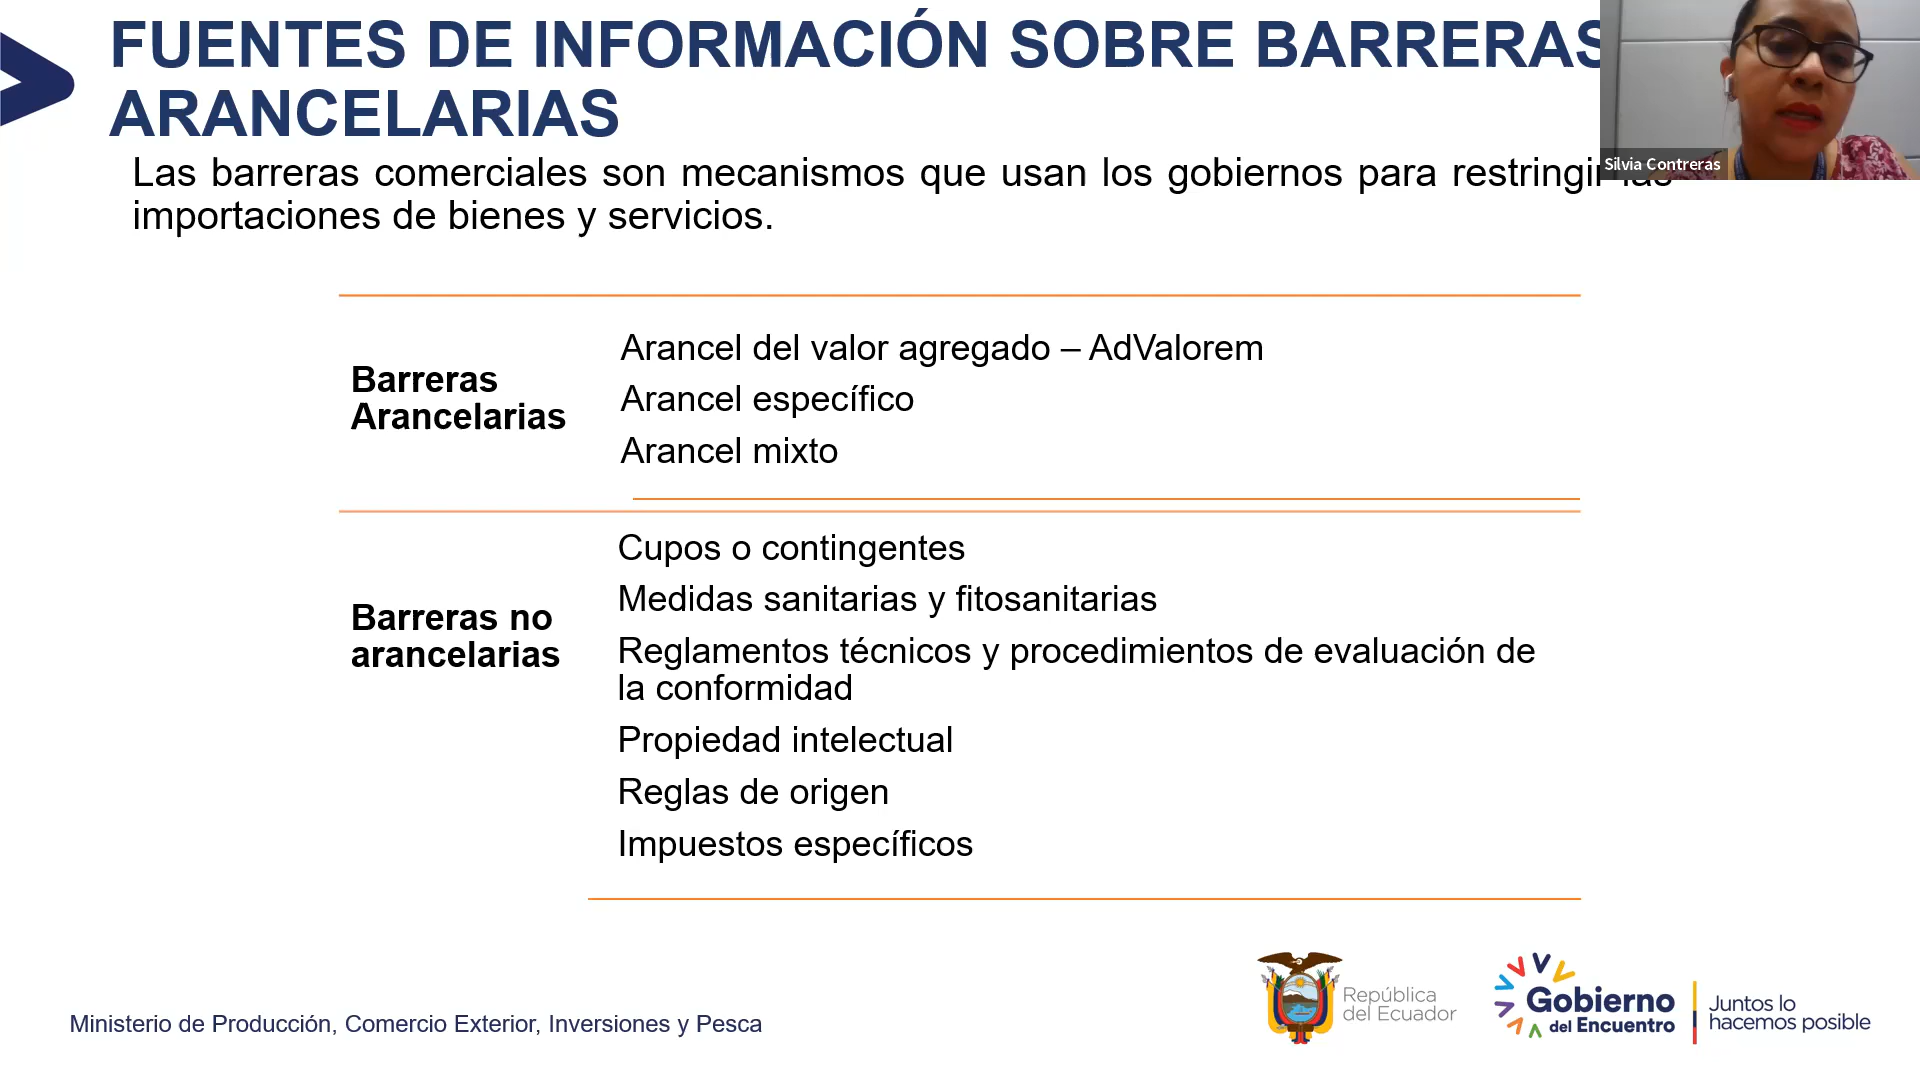 FUENTES DE INFORMACIÓN SOBRE BARRERAS
ARANCELARIAS
Las barreras comerciales son mecanismos que usan los gobiernos para restringir las
importaciones de bienes y servicios.
Silvia Contreras
Barreras
Arancelarias
Arancel del valor agregado – AdValorem
Arancel específico
Arancel mixto
Barreras no
arancelarias
Cupos o contingentes
Medidas sanitarias y fitosanitarias
Reglamentos técnicos y procedimientos de evaluación de
la conformidad
Propiedad intelectual
Reglas de origen
Impuestos específicos
Ministerio de Producción, Comercio Exterior, Inversiones y Pesca
República
del Ecuador
Gobierno
del Encuentro
Juntos lo
hacemos posible